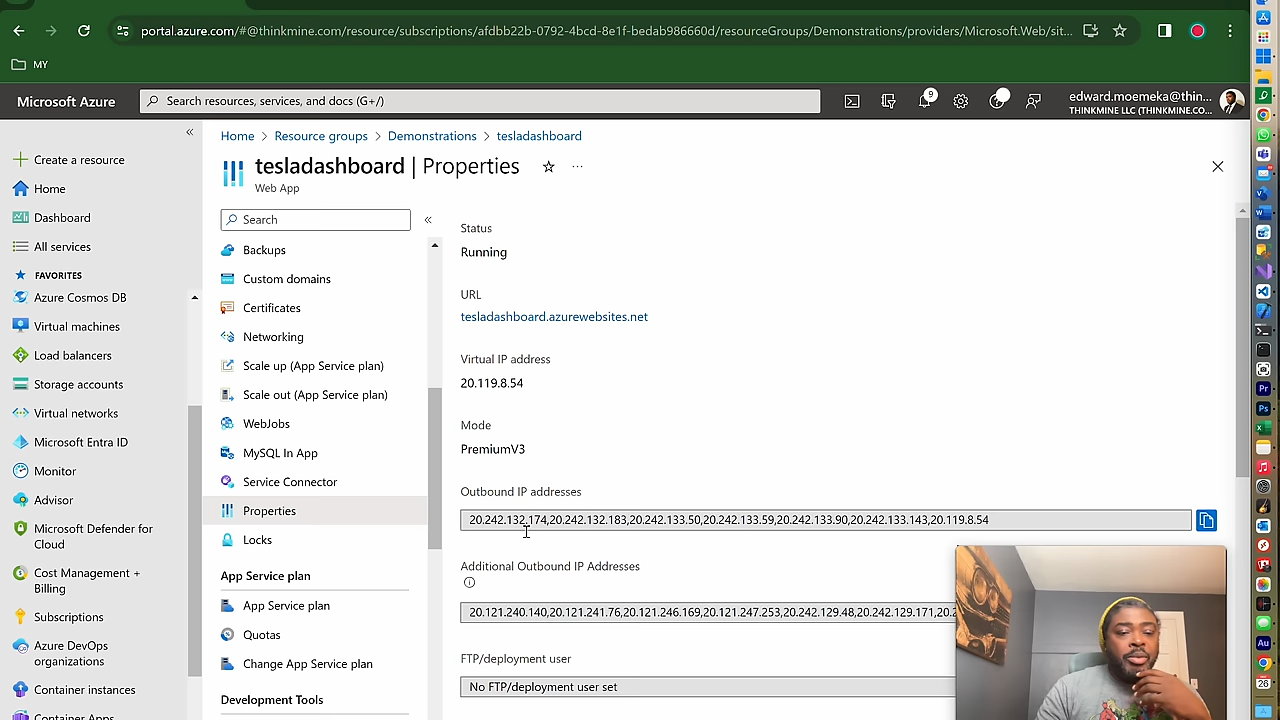 portal.azure.com/#@thinkmine.com/resource/subscriptions/afdbb22b-0792-4bcd-8e1f-bedab986660d/resourceGroups/Demonstrations/providers/Microsoft.Web/sit...
MY
Microsoft Azure
Search resources, services, and docs (G+/)
9
edward.moemeka@thin...
THINKMINE LLC (THINKMINE.CO...
Home > Resource groups > Demonstrations > tesladashboard
tesladashboard | Properties
...
Web App
Create a resource
Home
Dashboard
All services
FAVORITES
Azure Cosmos DB
Virtual machines
Load balancers
Storage accounts
Virtual networks
Microsoft Entra ID
Monitor
Advisor
Microsoft Defender for
Cloud
Cost Management +
Billing
Subscriptions
Azure DevOps
organizations
Container instances
Container Apps
Search
Backups
Custom domains
Certificates
Networking
Scale up (App Service plan)
Scale out (App Service plan)
WebJobs
MySQL In App
Service Connector
Properties
Locks
App Service plan
App Service plan
Quotas
Change App Service plan
Development Tools
Status
Running
URL
tesladashboard.azurewebsites.net
Virtual IP address
20.119.8.54
Mode
PremiumV3
Outbound IP addresses
20.242.132.174,20.242.132.183,20.242.133.50,20.242.133.59,20.242.133.90,20.242.133.143,20.119.8.54
Additional Outbound IP Addresses
20.121.240.140,20.121.241.76,20.121.246.169,20.121.247.253,20.242.129.48,20.242.129.171,20.2
FTP/deployment user
No FTP/deployment user set
Pr
Ps
Au
26